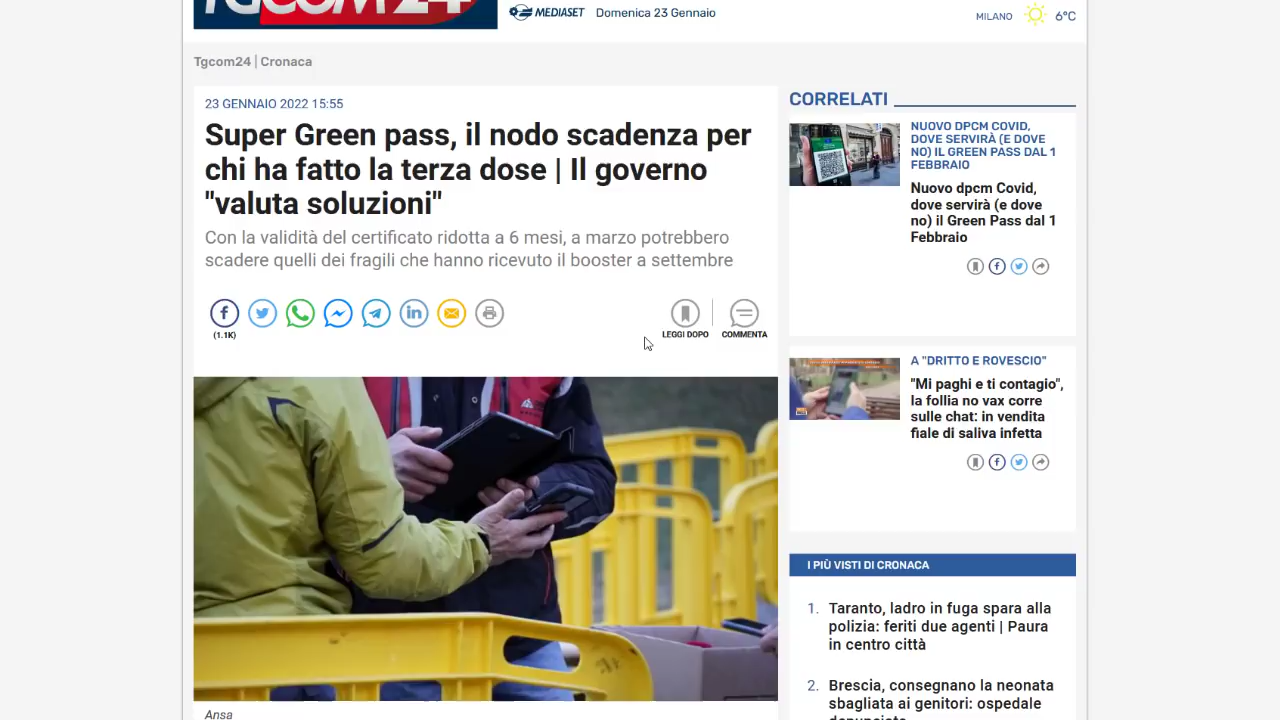 TGCOM24
MEDIASET
Domenica 23 Gennaio
MILANO
6°C
Tgcom24 | Cronaca
23 GENNAIO 2022 15:55
Super Green pass, il nodo scadenza per
chi ha fatto la terza dose | Il governo
"valuta soluzioni"
Con la validità del certificato ridotta a 6 mesi, a marzo potrebbero
scadere quelli dei fragili che hanno ricevuto il booster a settembre
(1.1K)
LEGGI DOPO
COMMENTA
Ansa
CORRELATI
NUOVO DPCM COVID,
DOVE SERVIRÀ (E DOVE
NO) IL GREEN PASS DAL 1
FEBBRAIO
Nuovo dpcm Covid,
dove servirà (e dove
no) il Green Pass dal 1
Febbraio
A "DRITTO E ROVESCIO"
"Mi paghi e ti contagio",
la follia no vax corre
sulle chat: in vendita
fiale di saliva infetta
I PIÙ VISTI DI CRONACA
1. Taranto, ladro in fuga spara alla
polizia: feriti due agenti | Paura
in centro città
2. Brescia, consegnano la neonata
sbagliata ai genitori: ospedale